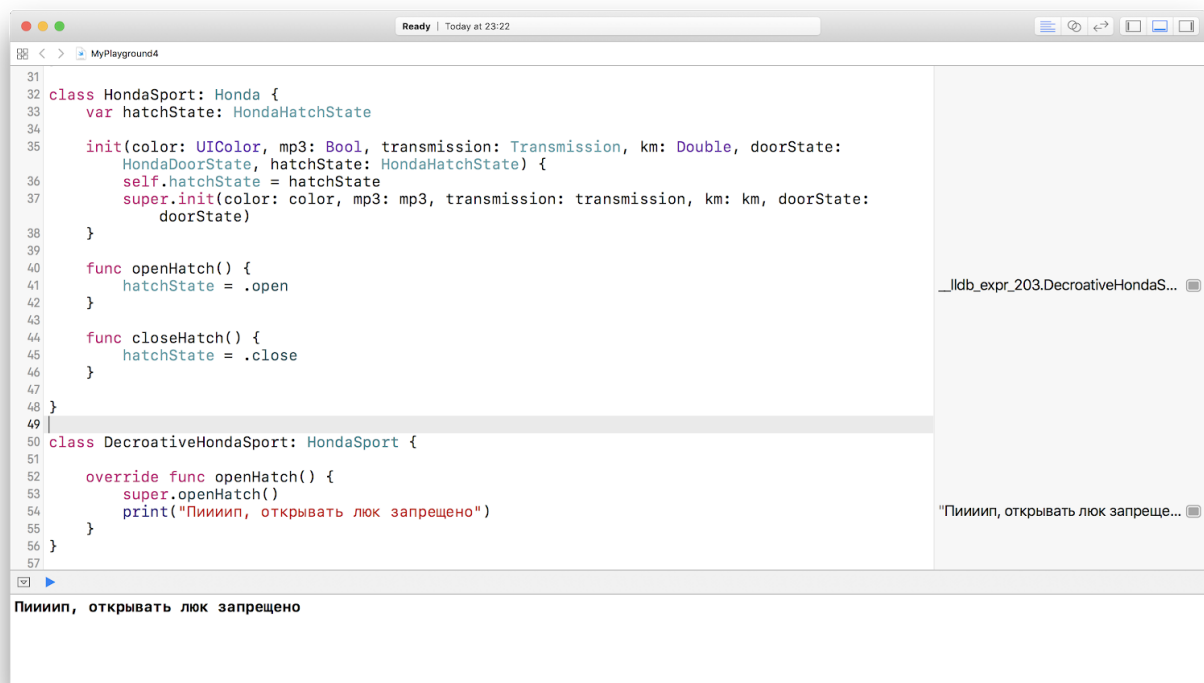 Ready | Today at 23:22
MyPlayground4
31
32 class HondaSport: Honda {
33     var hatchState: HondaHatchState
34
35     init(color: UIColor, mp3: Bool, transmission: Transmission, km: Double, doorState:
            HondaDoorState, hatchState: HondaHatchState) {
36         self.hatchState = hatchState
37         super.init(color: color, mp3: mp3, transmission: transmission, km: km, doorState:
                doorState)
38     }
39
40     func openHatch() {
41         hatchState = .open    __lldb_expr_203.DecroativeHondaS...
42     }
43
44     func closeHatch() {
45         hatchState = .close
46     }
47
48 }
49
50 class DecroativeHondaSport: HondaSport {
51
52     override func openHatch() {
53         super.openHatch()
54         print("Пиииип, открывать люк запрещено")    "Пиииип, открывать люк запреще...
55     }
56 }
57
Пиииип, открывать люк запрещено